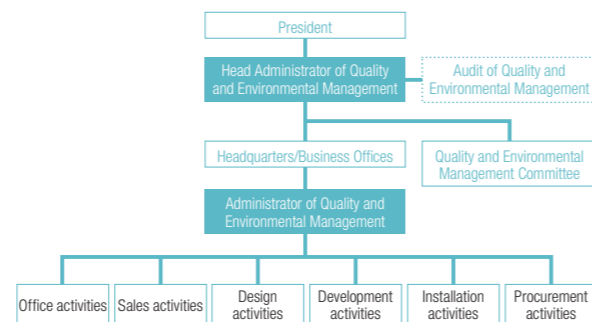 President
Head Administrator of Quality
and Environmental Management
Audit of Quality and
Environmental Management
Headquarters/Business Offices
Quality and Environmental
Management Committee
Administrator of Quality and
Environmental Management
Office activities
Sales activities
Design
activities
Development
activities
Installation
activities
Procurement
activities